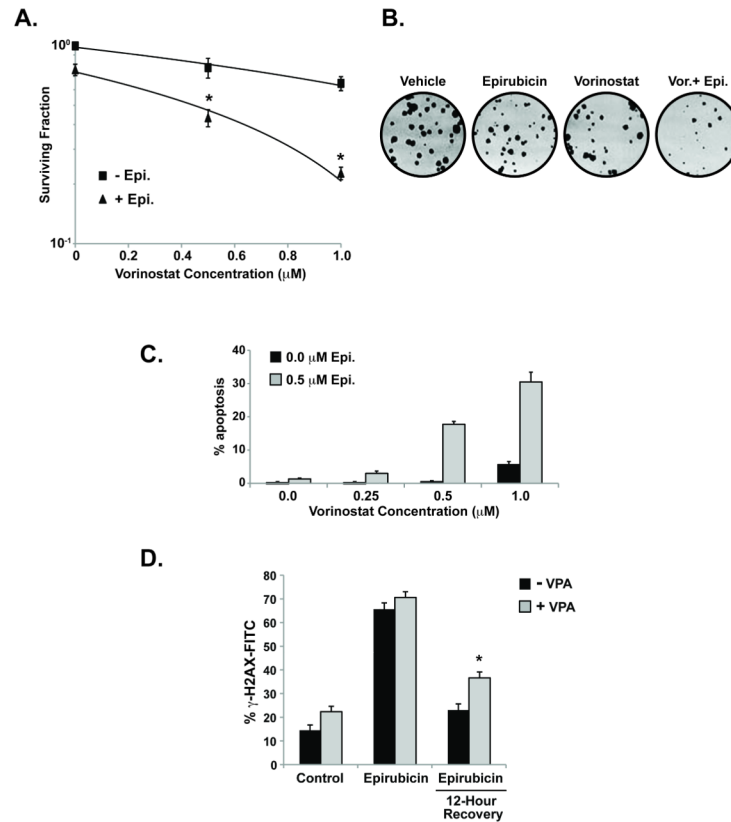 A.
10⁰
Surviving Fraction
- Epi.
+ Epi.
*
*
10⁻¹
0 0.2 0.4 0.6 0.8 1.0
Vorinostat Concentration (μM)
B.
Vehicle Epirubicin Vorinostat Vor.+ Epi.
C.
% apoptosis
40
30
20
10
0
0.0 μM Epi.
0.5 μM Epi.
0.0 0.25 0.5 1.0
Vorinostat Concentration (μM)
D.
% γ-H2AX-FITC
80
70
60
50
40
30
20
10
0
- VPA
+ VPA
*
Control Epirubicin Epirubicin
12-Hour
Recovery